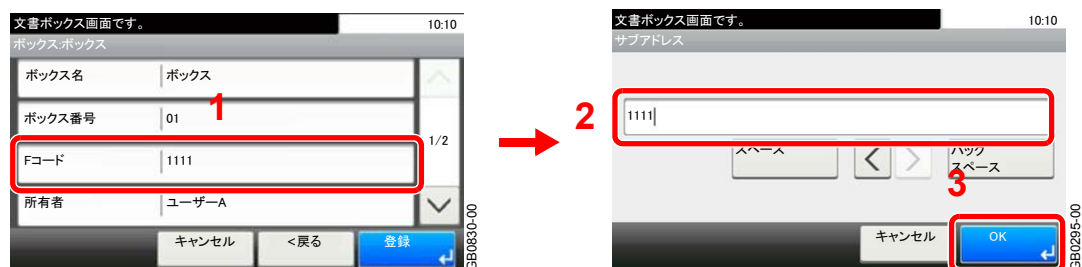 文書ボックス画面です。
10:10
ボックス:ボックス
ボックス名 ボックス
ボックス番号 01
1
1/2
Fコード 1111
所有者 ユーザーA
キャンセル <戻る 登録
GB0830-00
文書ボックス画面です。
10:10
サブアドレス
2
1111
スペース < > バック
スペース
3
キャンセル OK
GB0295-00